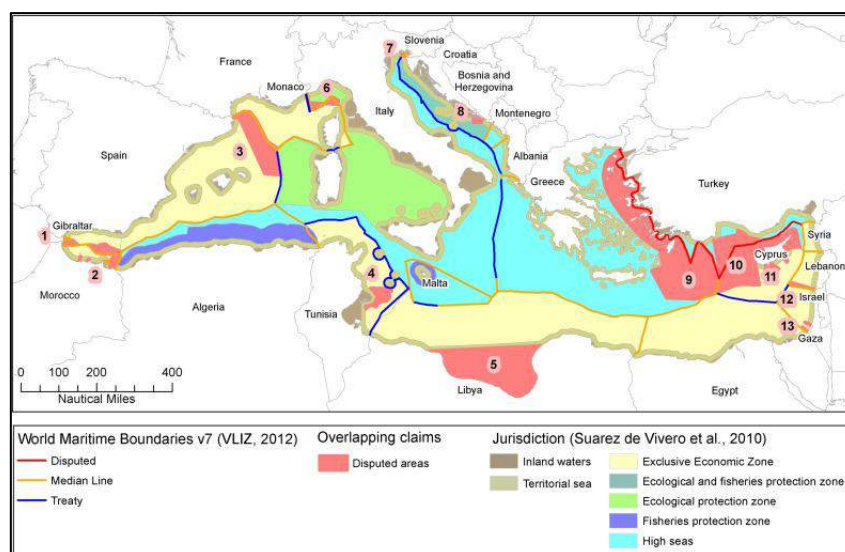 Slovenia
7
Croatia
France
Bosnia and
Herzegovina
Monaco
6
Italy
8
Montenegro
Spain
3
Albania
Greece
Turkey
Gibraltar
1
2
Syria
Cyprus
Lebanon
9
10
11
4
Malta
12
Israel
Morocco
Algeria
Tunisia
13
Gaza
5
Libya
Egypt
0 100 200 400
Nautical Miles
World Maritime Boundaries v7 (VLIZ, 2012)
Disputed
Median Line
Treaty
Overlapping claims
Disputed areas
Jurisdiction (Suarez de Vivero et al., 2010)
Inland waters
Territorial sea
Exclusive Economic Zone
Ecological and fisheries protection zone
Ecological protection zone
Fisheries protection zone
High seas